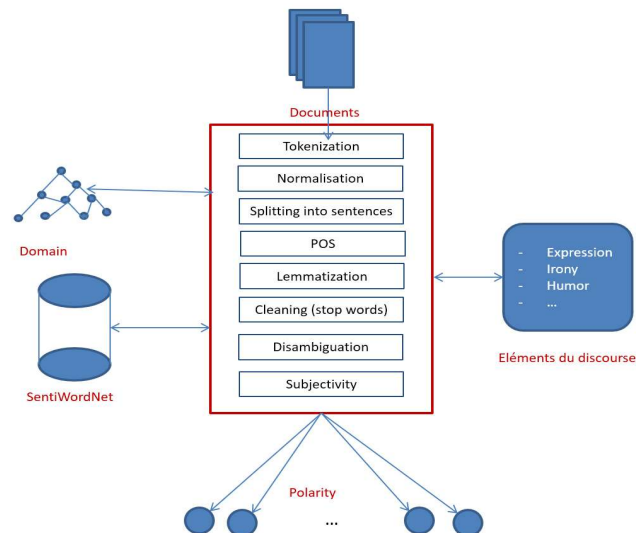 Documents
Tokenization
Normalisation
Splitting into sentences
POS
Lemmatization
Cleaning (stop words)
Disambiguation
Subjectivity
Domain
SentiWordNet
- Expression
- Irony
- Humor
- ...
Eléments du discourse
Polarity
...